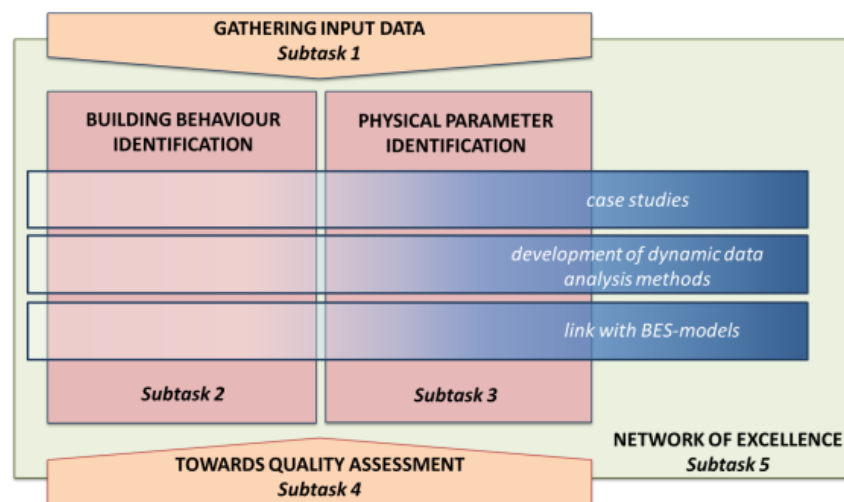 GATHERING INPUT DATA
Subtask 1
BUILDING BEHAVIOUR
IDENTIFICATION
PHYSICAL PARAMETER
IDENTIFICATION
case studies
development of dynamic data
analysis methods
link with BES-models
Subtask 2
Subtask 3
NETWORK OF EXCELLENCE
Subtask 5
TOWARDS QUALITY ASSESSMENT
Subtask 4